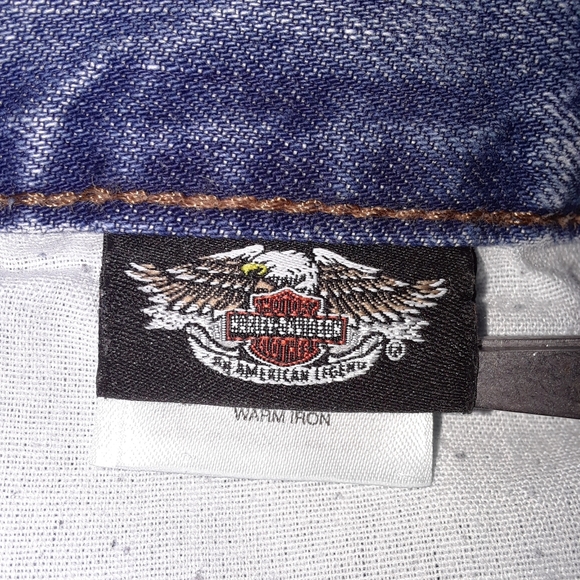 MOTOR
HARLEY-DAVIDSON
CYCLES
AN AMERICAN LEGEND
®
WARM IRON